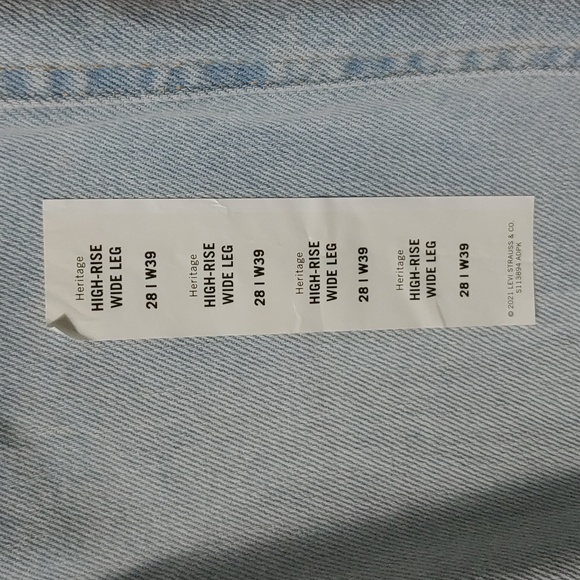 Heritage
HIGH-RISE
WIDE LEG
28 | W39
Heritage
HIGH-RISE
WIDE LEG
28 | W39
Heritage
HIGH-RISE
WIDE LEG
28 | W39
Heritage
HIGH-RISE
WIDE LEG
28 | W39
© 2021 LEVI STRAUSS & CO.
S113894 ADPK